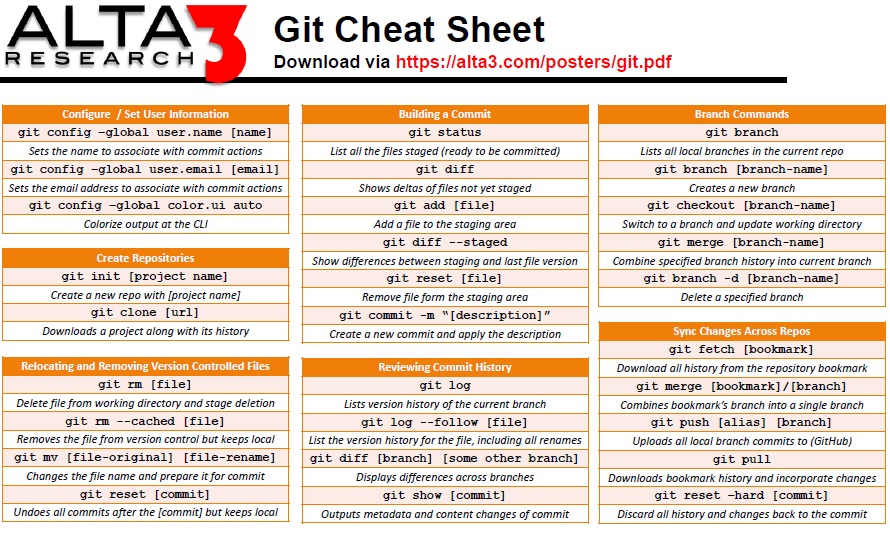 ALTA3
RESEARCH
Git Cheat Sheet
Download via https://alta3.com/posters/git.pdf
Configure / Set User Information
git config –global user.name [name]
Sets the name to associate with commit actions
git config –global user.email [email]
Sets the email address to associate with commit actions
git config –global color.ui auto
Colorize output at the CLI
Create Repositories
git init [project name]
Create a new repo with [project name]
git clone [url]
Downloads a project along with its history
Relocating and Removing Version Controlled Files
git rm [file]
Delete file from working directory and stage deletion
git rm --cached [file]
Removes the file from version control but keeps local
git mv [file-original] [file-rename]
Changes the file name and prepare it for commit
git reset [commit]
Undoes all commits after the [commit] but keeps local
Building a Commit
git status
List all the files staged (ready to be committed)
git diff
Shows deltas of files not yet staged
git add [file]
Add a file to the staging area
git diff --staged
Show differences between staging and last file version
git reset [file]
Remove file form the staging area
git commit -m “[description]”
Create a new commit and apply the description
Reviewing Commit History
git log
Lists version history of the current branch
git log --follow [file]
List the version history for the file, including all renames
git diff [branch] [some other branch]
Displays differences across branches
git show [commit]
Outputs metadata and content changes of commit
Branch Commands
git branch
Lists all local branches in the current repo
git branch [branch-name]
Creates a new branch
git checkout [branch-name]
Switch to a branch and update working directory
git merge [branch-name]
Combine specified branch history into current branch
git branch -d [branch-name]
Delete a specified branch
Sync Changes Across Repos
git fetch [bookmark]
Download all history from the repository bookmark
git merge [bookmark]/[branch]
Combines bookmark’s branch into a single branch
git push [alias] [branch]
Uploads all local branch commits to (GitHub)
git pull
Downloads bookmark history and incorporate changes
git reset –hard [commit]
Discard all history and changes back to the commit